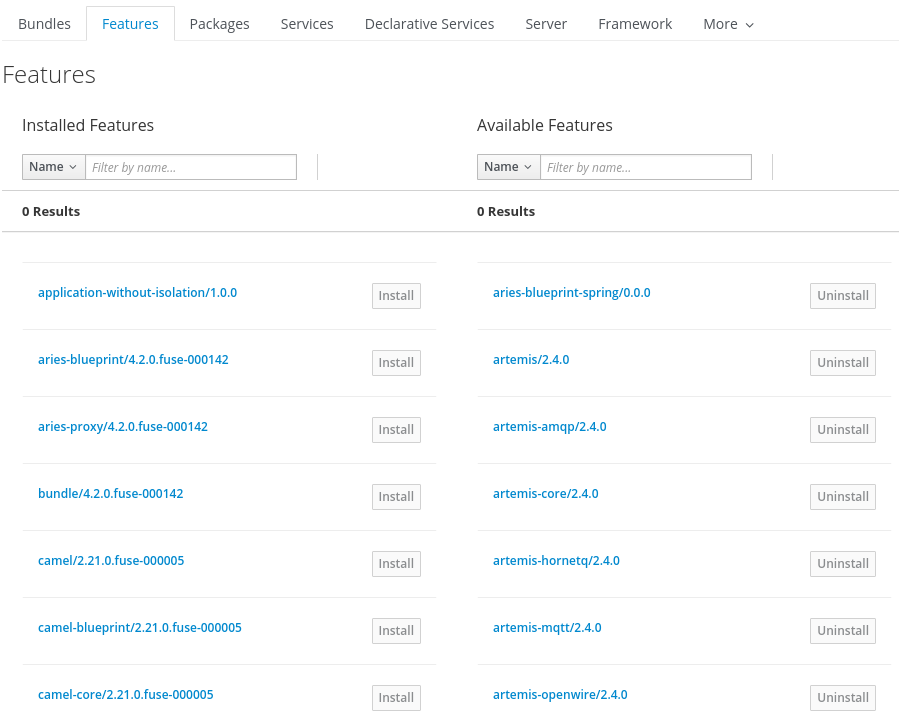 Bundles Features Packages Services Declarative Services Server Framework More
Features
Installed Features
Available Features
Name Filter by name...
Name Filter by name...
0 Results
0 Results
application-without-isolation/1.0.0 Install
aries-blueprint-spring/0.0.0 Uninstall
aries-blueprint/4.2.0.fuse-000142 Install
artemis/2.4.0 Uninstall
aries-proxy/4.2.0.fuse-000142 Install
artemis-amqp/2.4.0 Uninstall
bundle/4.2.0.fuse-000142 Install
artemis-core/2.4.0 Uninstall
camel/2.21.0.fuse-000005 Install
artemis-hornetq/2.4.0 Uninstall
camel-blueprint/2.21.0.fuse-000005 Install
artemis-mqtt/2.4.0 Uninstall
camel-core/2.21.0.fuse-000005 Install
artemis-openwire/2.4.0 Uninstall